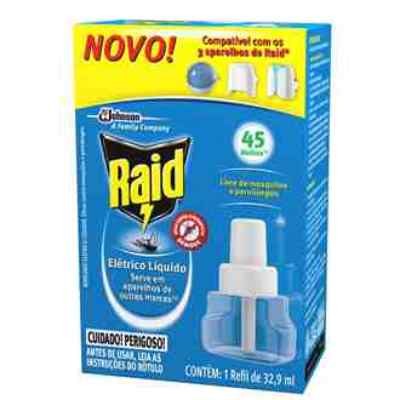 NOVO!
Compatível com os
3 aparelhos de Raid®
SC Johnson
A Family Company
Raid
Elétrico Líquido
Serve em
aparelhos de
outras marcas
CUIDADO! PERIGOSO!
ANTES DE USAR, LEIA AS
INSTRUÇÕES DO RÓTULO
45
Noites
Livre de mosquitos
e pernilongos
CONTÉM: 1 Refil de 32,9 ml